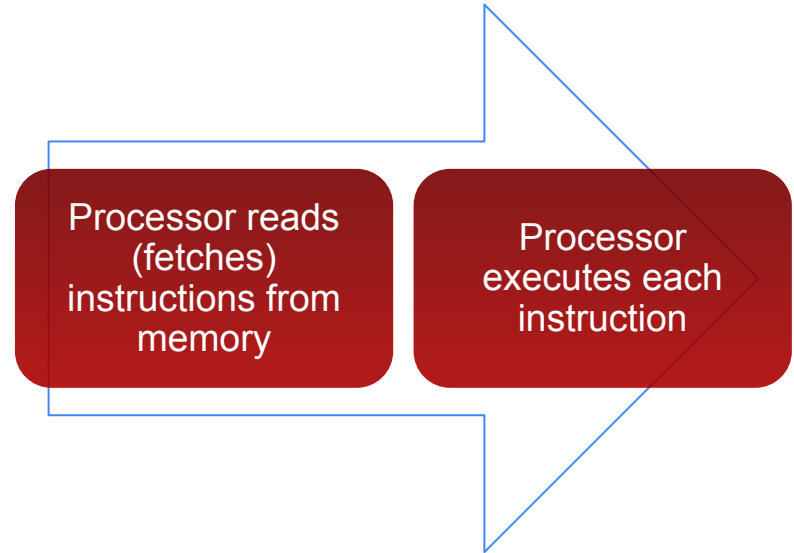 Processor reads
(fetches)
instructions from
memory
Processor
executes each
instruction